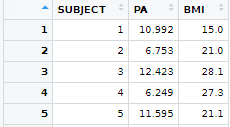 SUBJECT PA BMI
1 1 10.992 15.0
2 2 6.753 21.0
3 3 12.423 28.1
4 4 6.249 27.3
5 5 11.595 21.1